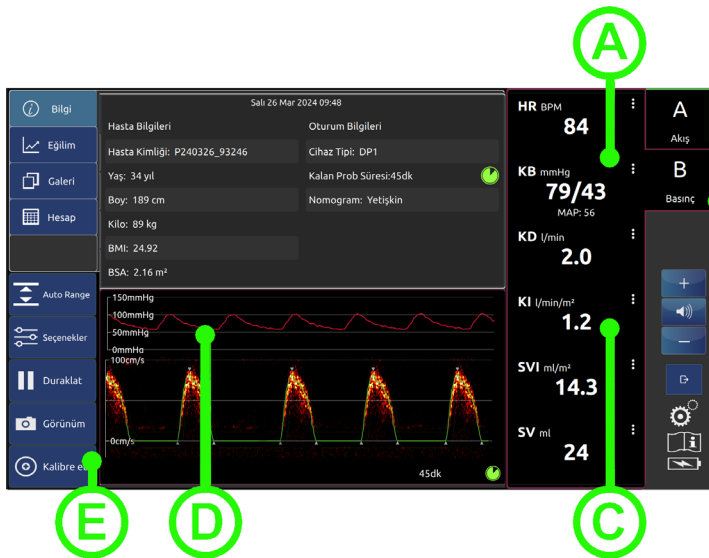 A
Bilgi
Eğilim
Galeri
Hesap
Auto Range
Seçenekler
Duraklat
Görünüm
Kalibre e
Salı 26 Mar 2024 09:48
Hasta Bilgileri
Hasta Kimliği: P240326_93246
Yaş: 34 yıl
Boy: 189 cm
Kilo: 89 kg
BMI: 24.92
BSA: 2.16 m²
Oturum Bilgileri
Cihaz Tipi: DP1
Kalan Prob Süresi:45dk
Nomogram: Yetişkin
150mmHg
100mmHg
50mmHg
0mmHg
100cm/s
0cm/s
45dk
HR BPM
84
KB mmHg
79/43
MAP: 56
KD l/min
2.0
KI l/min/m²
1.2
SVI ml/m²
14.3
SV ml
24
A
Akış
B
Basınç
E
D
C